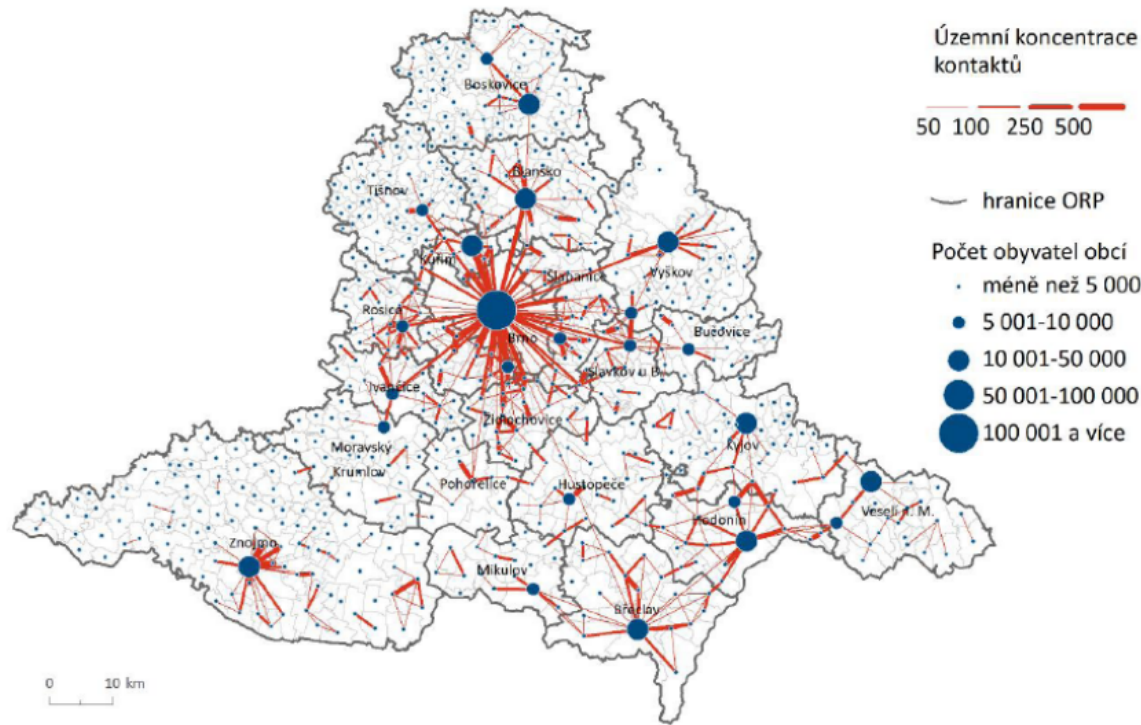 Územní koncentrace
kontaktů
50 100 250 500
hranice ORP
Počet obyvatel obcí
méně než 5 000
5 001-10 000
10 001-50 000
50 001-100 000
100 001 a více
Boskovice
Blansko
Tišnov
Kuřim
Šlapanice
Vyškov
Rosice
Brno
Bučovice
Slavkov u B.
Ivančice
Židlochovice
Kyjov
Moravský
Krumlov
Pohořelice
Hustopeče
Hodonín
Veselí n. M.
Znojmo
Mikulov
Břeclav
0 10 km